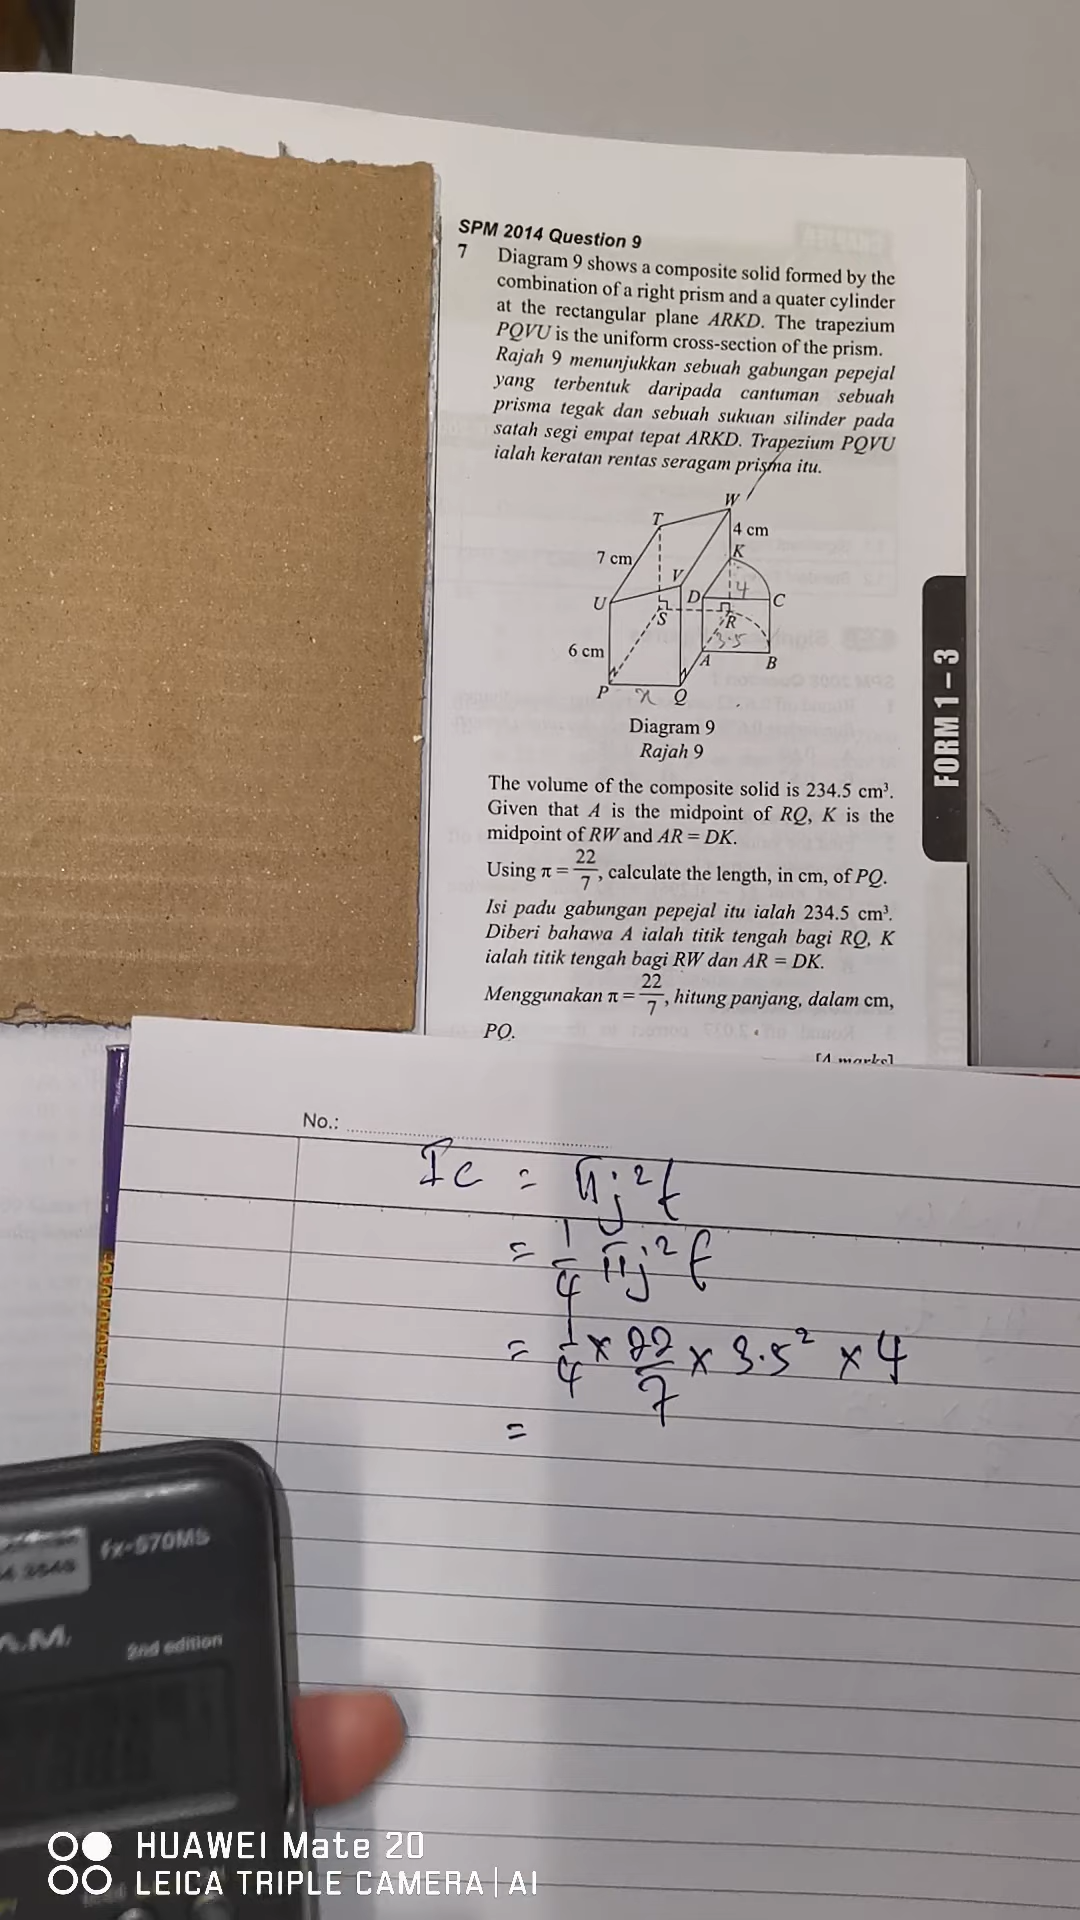 SPM 2014 Question 9
7 Diagram 9 shows a composite solid formed by the
combination of a right prism and a quater cylinder
at the rectangular plane ARKD. The trapezium
PQVU is the uniform cross-section of the prism.
Rajah 9 menunjukkan sebuah gabungan pepejal
yang terbentuk daripada cantuman sebuah
prisma tegak dan sebuah sukuan silinder pada
satah segi empat tepat ARKD. Trapezium PQVU
ialah keratan rentas seragam prisma itu.
W
T
4 cm
K
7 cm
V
4
U
D
C
S
R
3.5
6 cm
A
B
P
x
Q
Diagram 9
Rajah 9
The volume of the composite solid is 234.5 cm³.
Given that A is the midpoint of RQ, K is the
midpoint of RW and AR = DK.
Using π = 22/7, calculate the length, in cm, of PQ.
Isi padu gabungan pepejal itu ialah 234.5 cm³.
Diberi bahawa A ialah titik tengah bagi RQ, K
ialah titik tengah bagi RW dan AR = DK.
Menggunakan π = 22/7, hitung panjang, dalam cm,
PQ.
[4 marks]
FORM 1 – 3
No.:
Ic = πj²t
= 1/4 πj²t
= 1/4 × 22/7 × 3.5² × 4
=
fx-570MS
2nd edition
HUAWEI Mate 20
LEICA TRIPLE CAMERA | AI